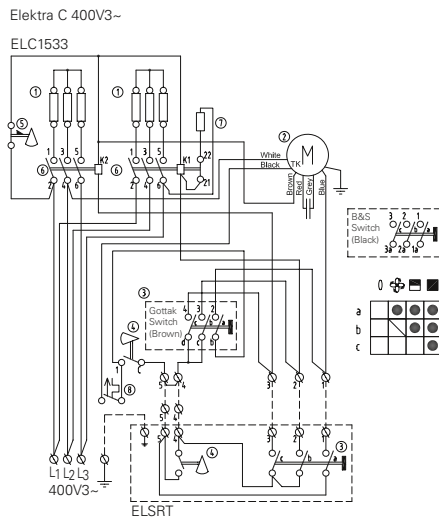 Elektra C 400V3~
ELC1533
① ① ⑦ ②
⑤
1 3 5 K2
1 3 5 K1 22
⑥ 2 4 6
⑥ 2 4 6 21
White
Black
TK
M
Brown
Red
Grey
Blue
B&S
Switch
(Black)
3 2 1
c b a
3a 2a 1a
③
Gottak
Switch
(Brown)
4 3 2
c b a
d c b
0
a
b
c
④
1 C
⑧
5 4 3 2 1
5 4
5 4 3 2 1
④
c b a
③
L1 L2 L3
400V3~
ELSRT